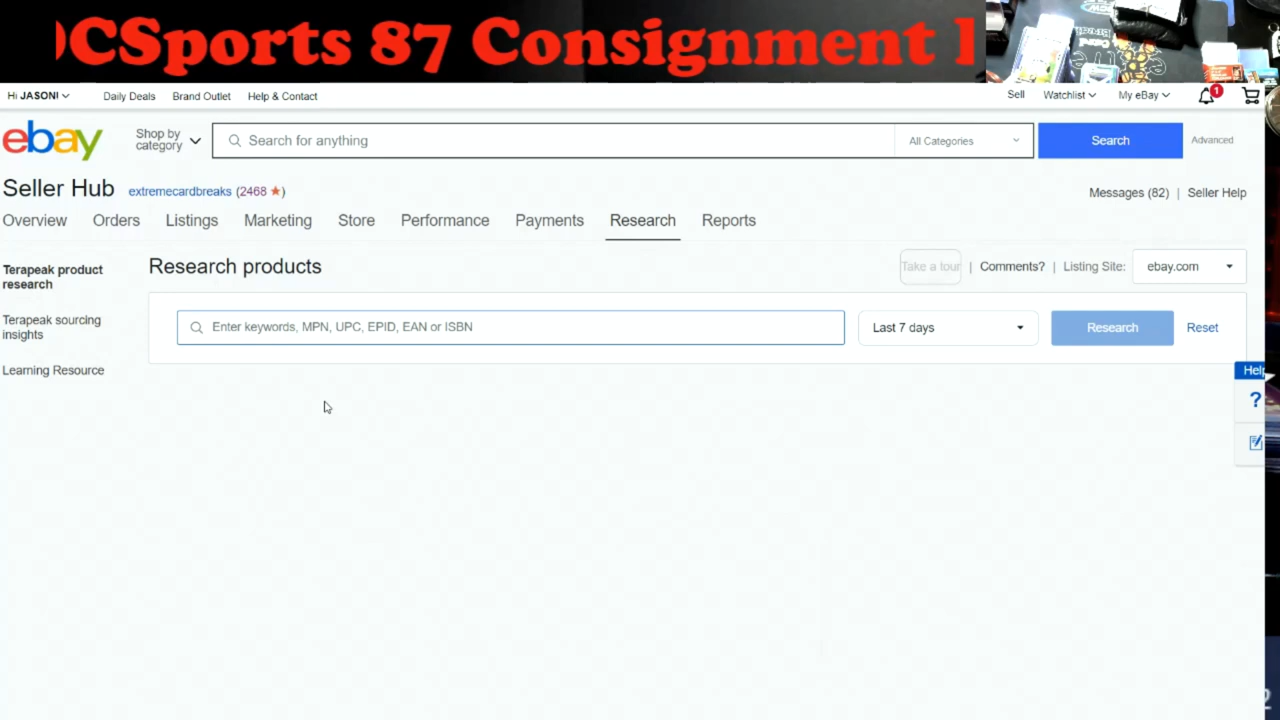 CSports 87 Consignment
Hi JASON! Daily Deals Brand Outlet Help & Contact Sell Watchlist My eBay 1
ebay Shop by category Search for anything All Categories Search Advanced
Seller Hub extremecardbreaks (2468 ★) Messages (82) | Seller Help
Overview Orders Listings Marketing Store Performance Payments Research Reports
Terapeak product research
Research products Take a tour | Comments? | Listing Site: ebay.com
Enter keywords, MPN, UPC, EPID, EAN or ISBN Last 7 days Research Reset
Terapeak sourcing insights
Learning Resource
Help
?